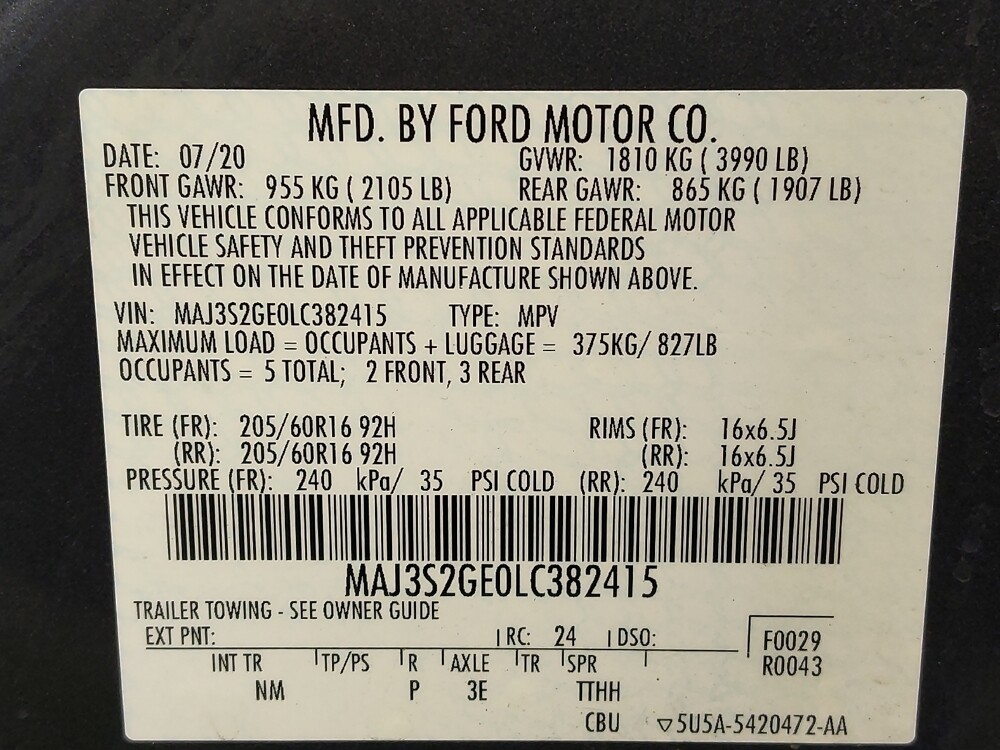 MFD. BY FORD MOTOR CO.
DATE: 07/20 GVWR: 1810 KG ( 3990 LB)
FRONT GAWR: 955 KG ( 2105 LB) REAR GAWR: 865 KG ( 1907 LB)
THIS VEHICLE CONFORMS TO ALL APPLICABLE FEDERAL MOTOR
VEHICLE SAFETY AND THEFT PREVENTION STANDARDS
IN EFFECT ON THE DATE OF MANUFACTURE SHOWN ABOVE.
VIN: MAJ3S2GE0LC382415 TYPE: MPV
MAXIMUM LOAD = OCCUPANTS + LUGGAGE = 375KG/ 827LB
OCCUPANTS = 5 TOTAL; 2 FRONT, 3 REAR
TIRE (FR): 205/60R16 92H RIMS (FR): 16x6.5J
(RR): 205/60R16 92H (RR): 16x6.5J
PRESSURE (FR): 240 kPa/ 35 PSI COLD (RR): 240 kPa/ 35 PSI COLD
MAJ3S2GE0LC382415
TRAILER TOWING - SEE OWNER GUIDE
EXT PNT: RC: 24 DSO: F0029
INT TR TP/PS R AXLE TR SPR R0043
NM P 3E TTHH
CBU ▽5U5A-5420472-AA